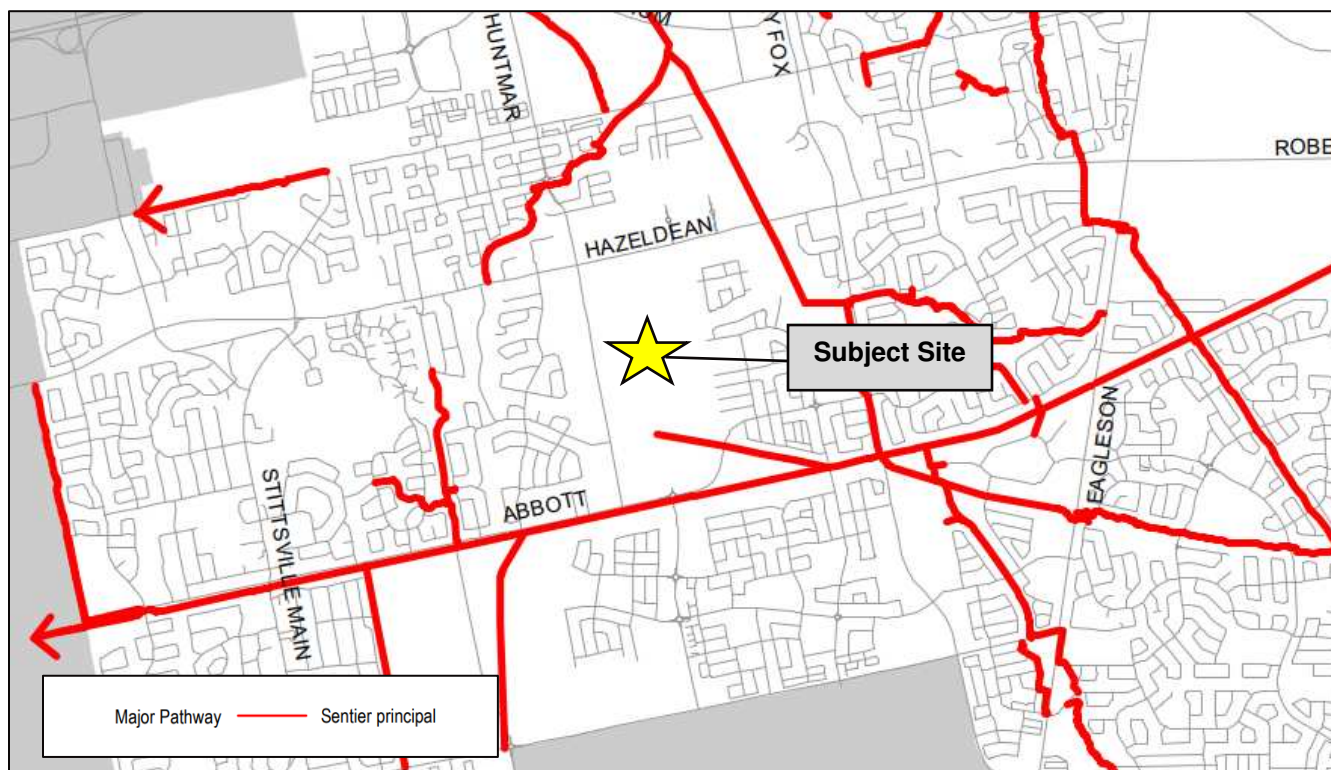 HUNTMAR
Y FOX
ROBE
HAZELDEAN
Subject Site
EAGLESON
STITTSVILLE MAIN
ABBOTT
Major Pathway Sentier principal